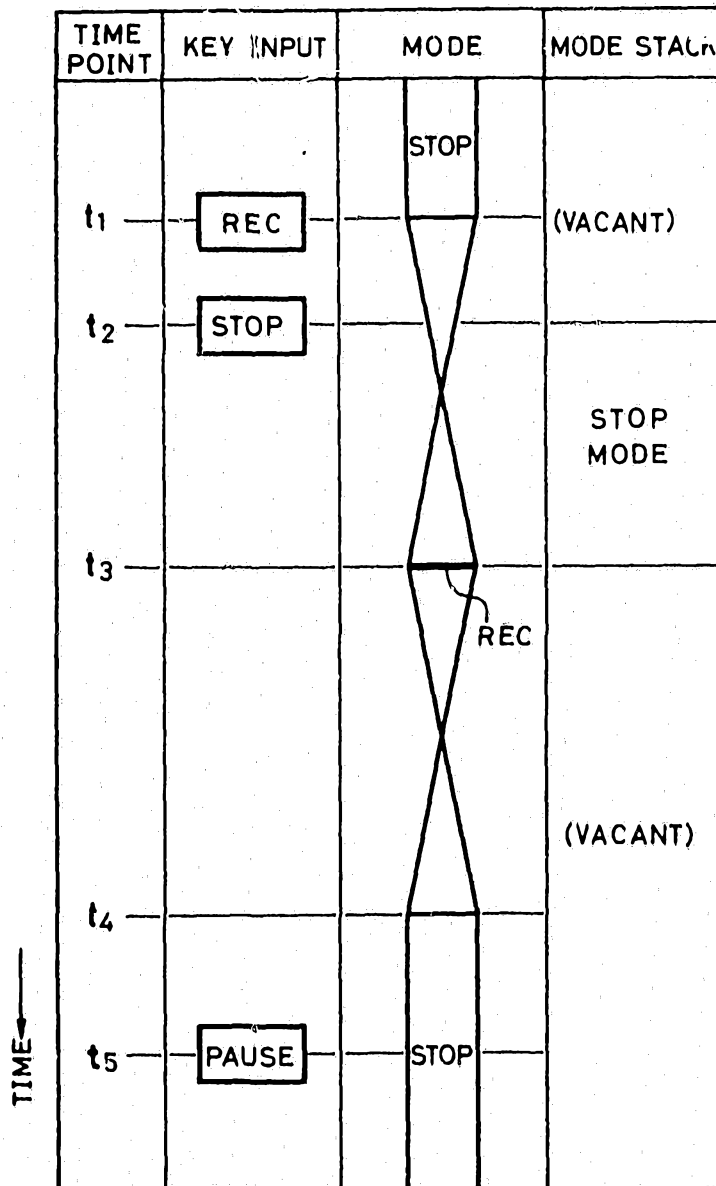 TIME POINT
KEY INPUT
MODE
MODE STACK
STOP
t1
REC
(VACANT)
t2
STOP
STOP
MODE
t3
REC
(VACANT)
t4
TIME
t5
PAUSE
STOP